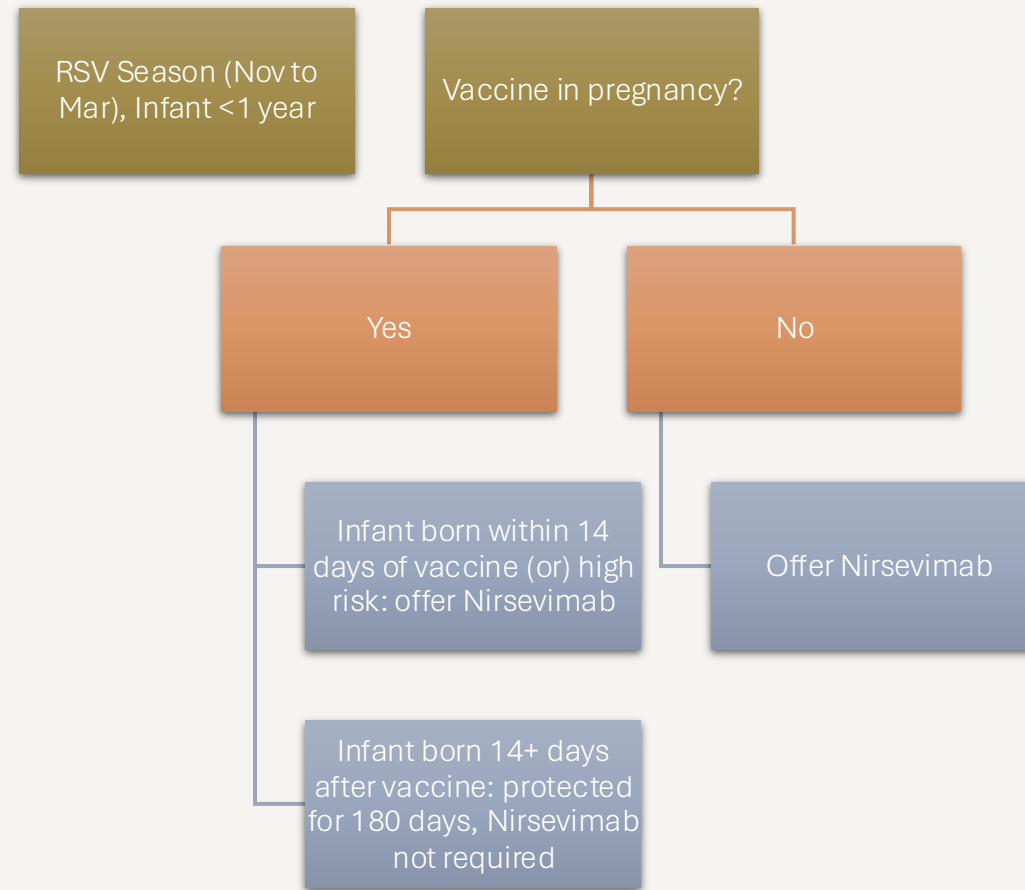 RSV Season (Nov to
Mar), Infant <1 year
Vaccine in pregnancy?
Yes
No
Infant born within 14
days of vaccine (or) high
risk: offer Nirsevimab
Offer Nirsevimab
Infant born 14+ days
after vaccine: protected
for 180 days, Nirsevimab
not required